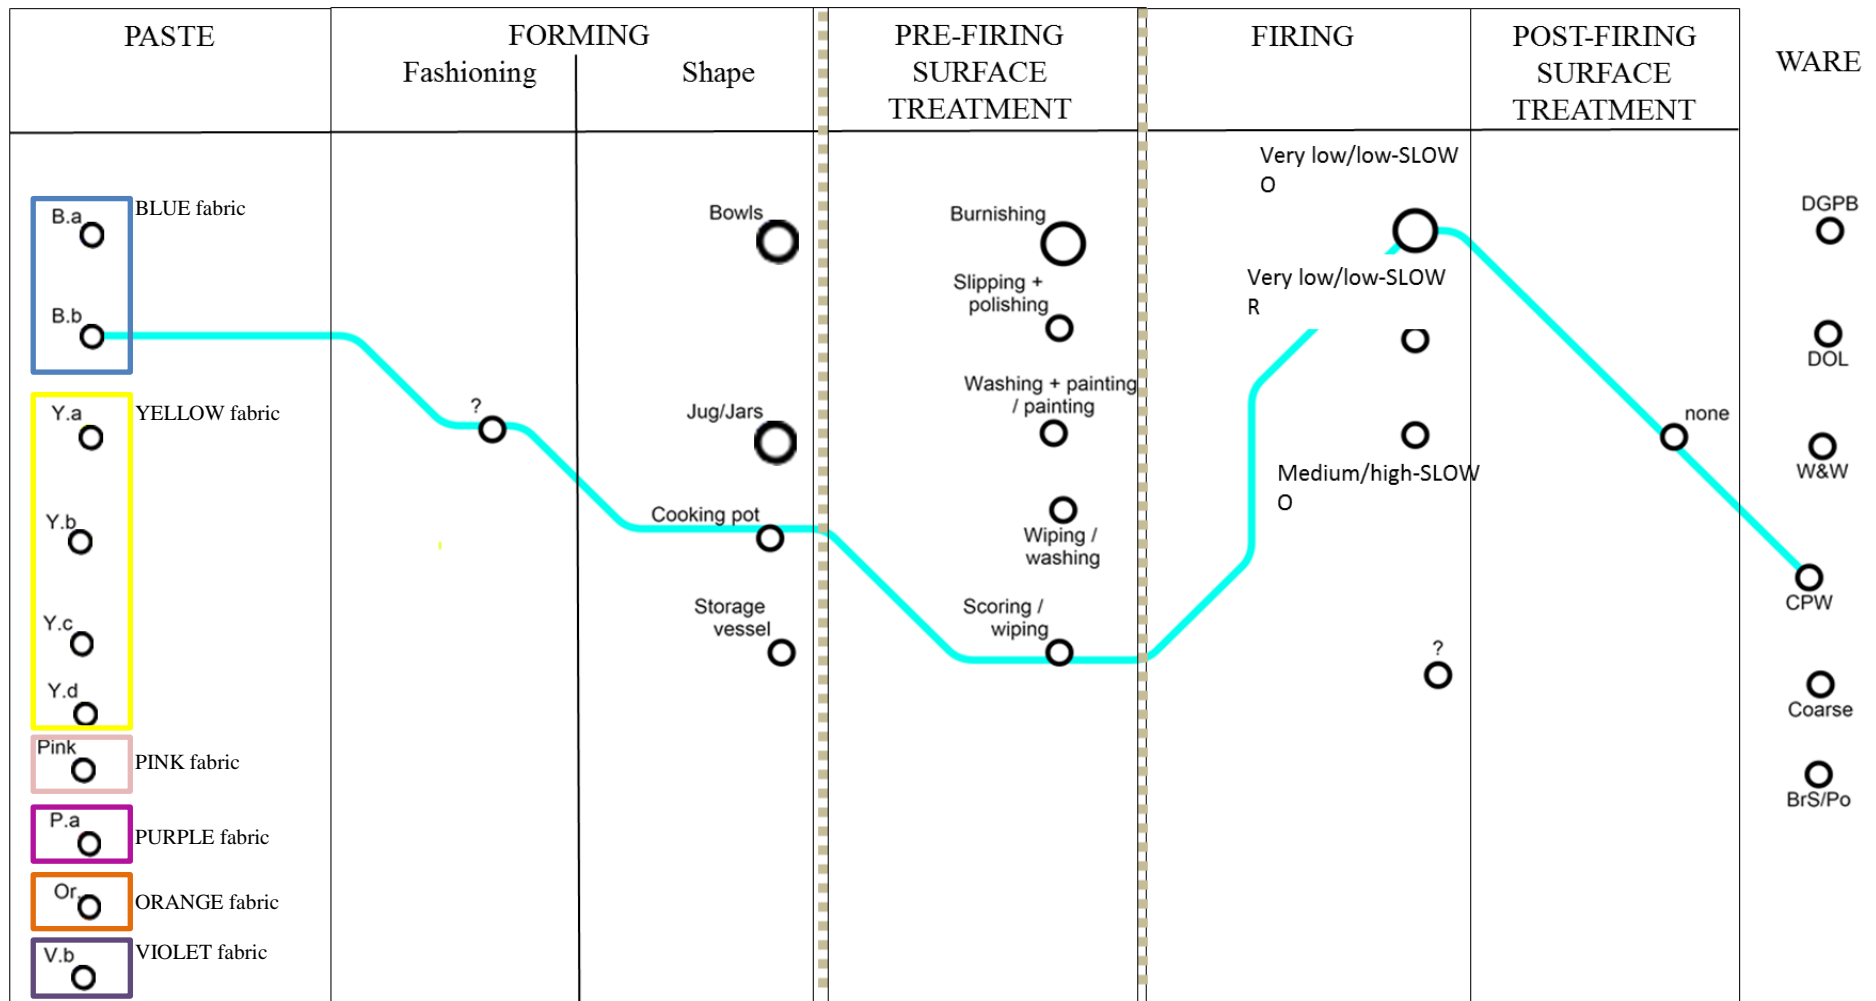 PASTE
FORMING
Fashioning
Shape
PRE-FIRING
SURFACE
TREATMENT
FIRING
POST-FIRING
SURFACE
TREATMENT
WARE
B.a
BLUE fabric
B.b
Y.a
YELLOW fabric
Y.b
Y.c
Y.d
Pink
PINK fabric
P.a
PURPLE fabric
Or.
ORANGE fabric
V.b
VIOLET fabric
?
Bowls
Jug/Jars
Cooking pot
Storage
vessel
Burnishing
Slipping +
polishing
Washing + painting
/ painting
Wiping /
washing
Scoring /
wiping
Very low/low-SLOW
O
Very low/low-SLOW
R
Medium/high-SLOW
O
?
none
DGPB
DOL
W&W
CPW
Coarse
BrS/Po